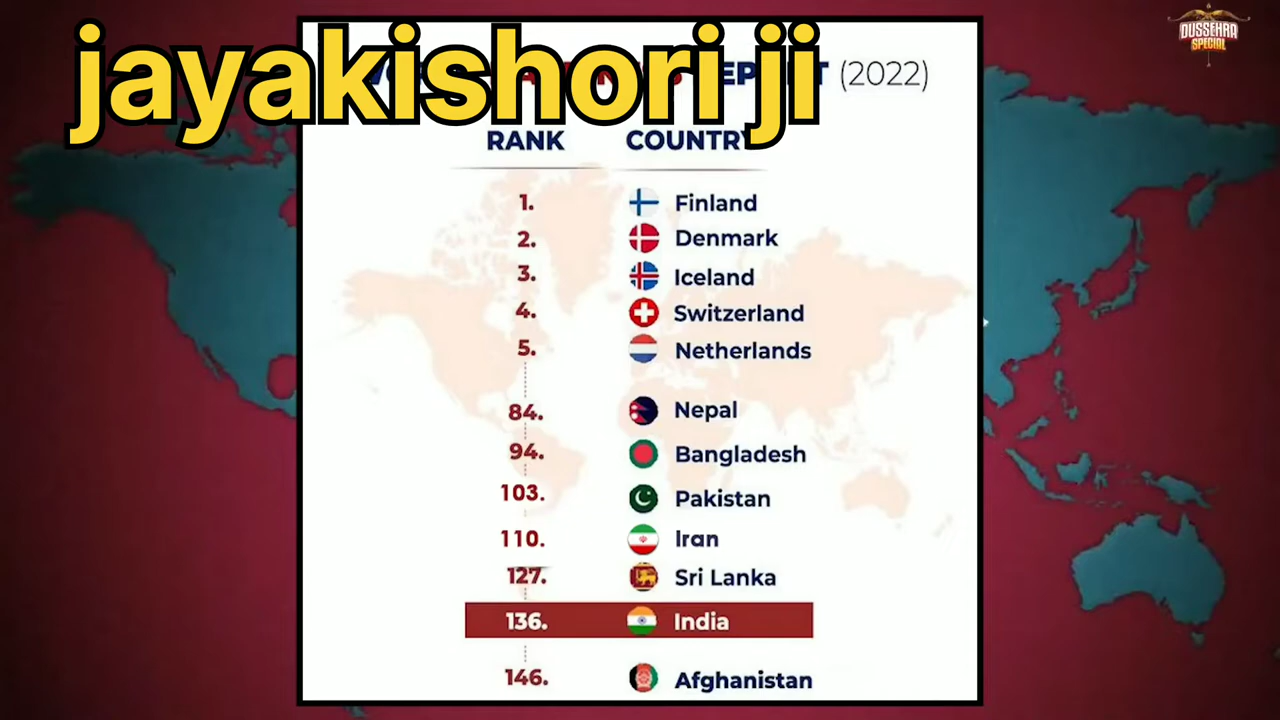 jayakishori ji
(2022)
DUSSEHRA
SPECIAL
RANK COUNTRY
1. Finland
2. Denmark
3. Iceland
4. Switzerland
5. Netherlands
84. Nepal
94. Bangladesh
103. Pakistan
110. Iran
127. Sri Lanka
136. India
146. Afghanistan